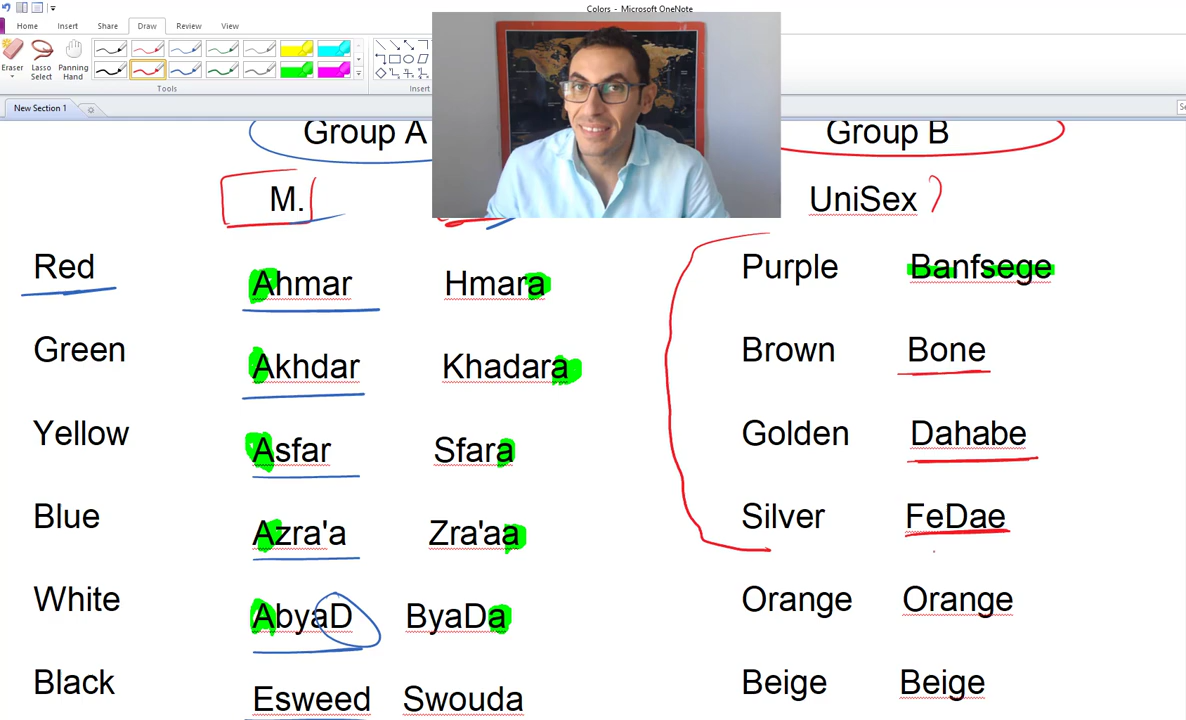 Colors - Microsoft OneNote
Home Insert Share Draw Review View
Eraser Lasso Select Panning Hand
Tools Insert
New Section 1
Group A Group B
M. UniSex
Red Ahmar Hmara Purple Banfsege
Green Akhdar Khadara Brown Bone
Yellow Asfar Sfara Golden Dahabe
Blue Azra'a Zra'aa Silver FeDae
White AbyaD ByaDa Orange Orange
Black Esweed Swouda Beige Beige